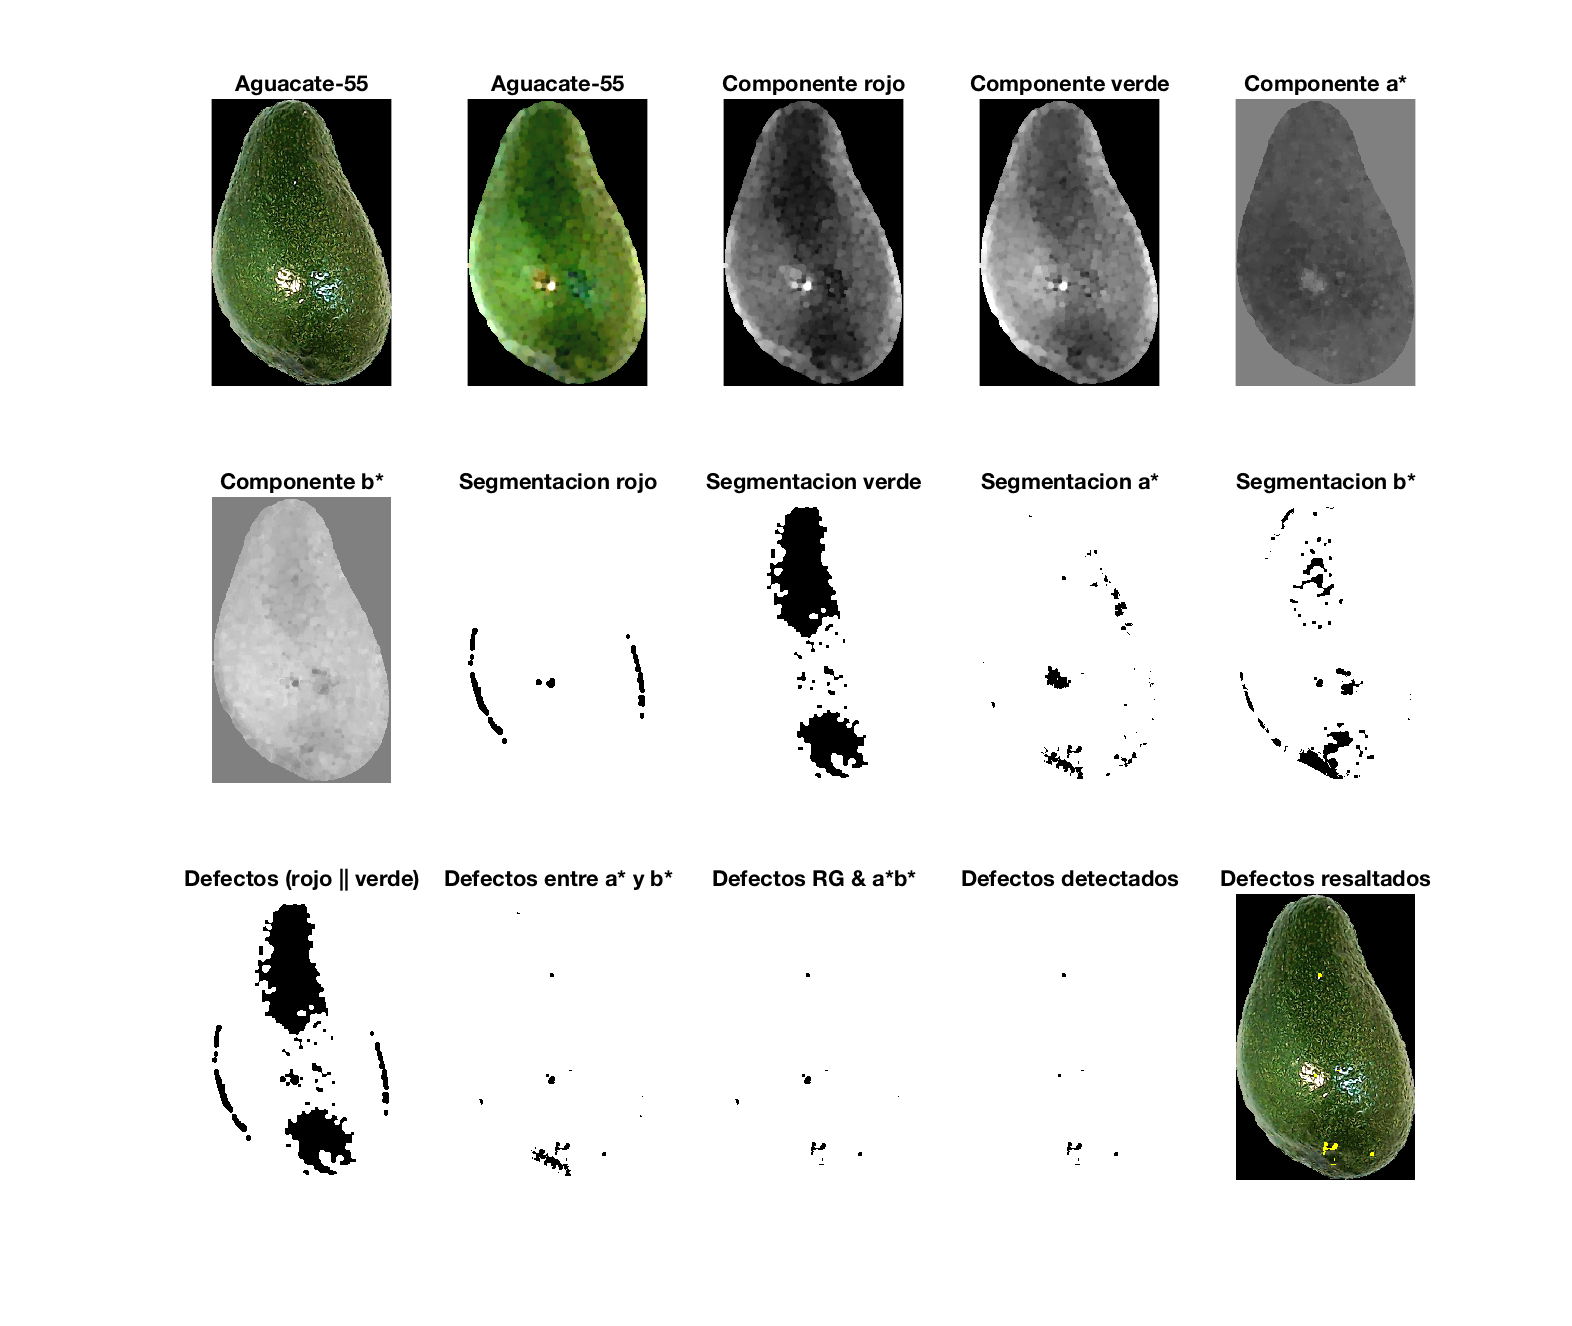 Aguacate-55
Aguacate-55
Componente rojo
Componente verde
Componente a*
Componente b*
Segmentacion rojo
Segmentacion verde
Segmentacion a*
Segmentacion b*
Defectos (rojo || verde)
Defectos entre a* y b*
Defectos RG & a*b*
Defectos detectados
Defectos resaltados